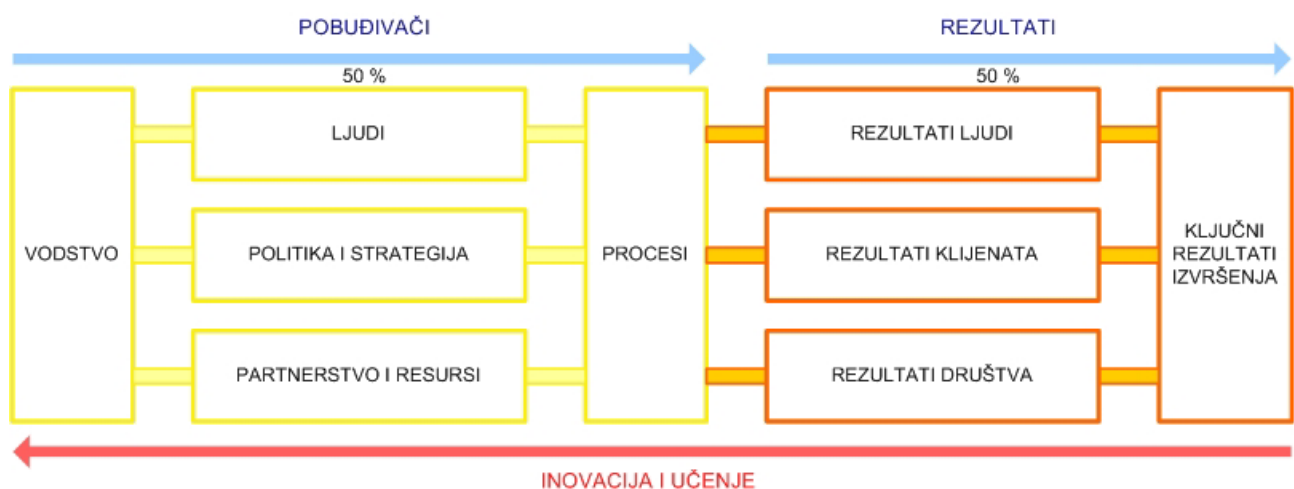 POBUĐIVAČI
REZULTATI
50 %
50 %
VODSTVO
LJUDI
POLITIKA I STRATEGIJA
PARTNERSTVO I RESURSI
PROCESI
REZULTATI LJUDI
REZULTATI KLIJENATA
REZULTATI DRUŠTVA
KLJUČNI
REZULTATI
IZVRŠENJA
INOVACIJA I UČENJE